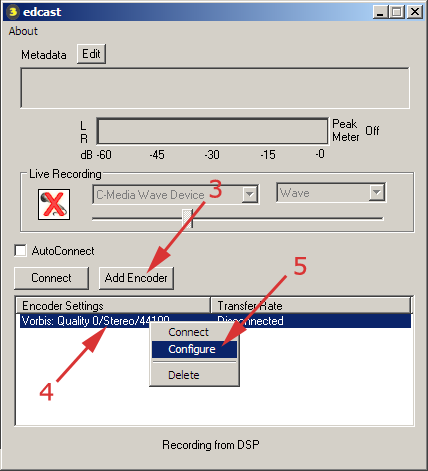 edcast
About
Metadata Edit
L
R
Peak
Meter Off
dB -60 -45 -30 -15 -0
Live Recording
C-Media Wave Device Wave
3
AutoConnect
Connect Add Encoder
5
Encoder Settings Transfer Rate
Vorbis: Quality 0/Stereo/44100 Disconnected
Connect
Configure
4
Delete
Recording from DSP